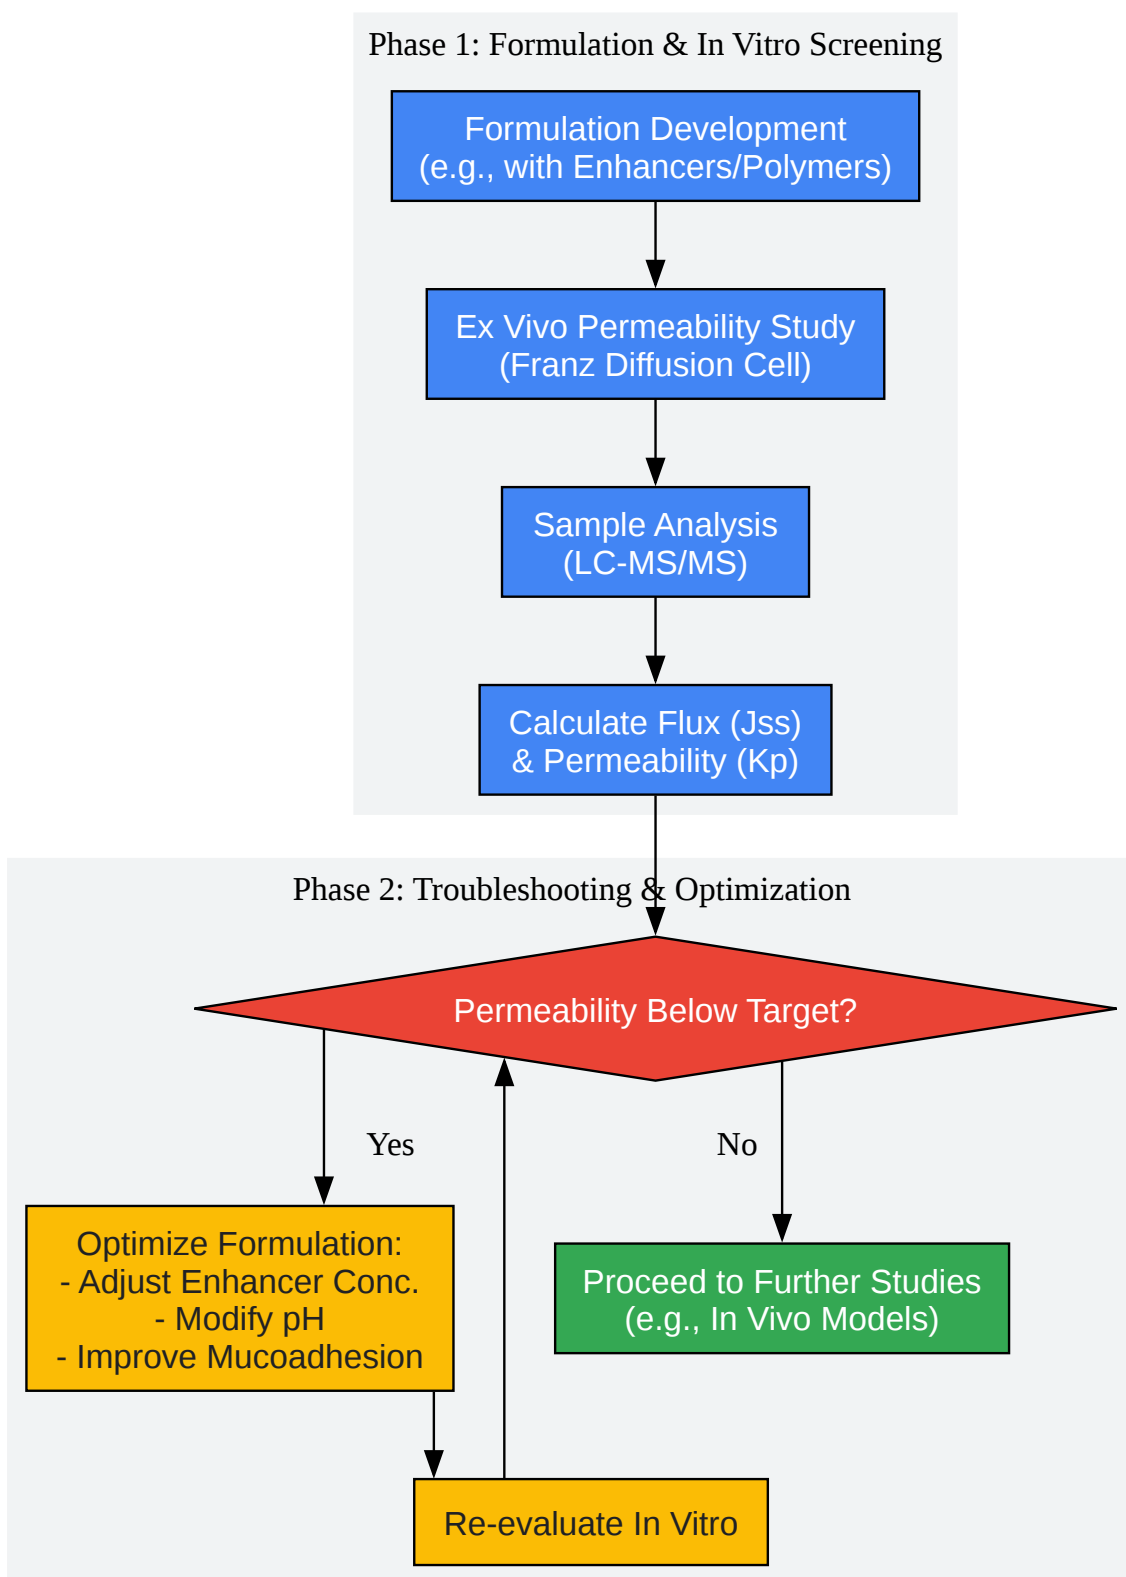 Phase 1: Formulation & In Vitro Screening
Formulation Development
(e.g., with Enhancers/Polymers)
Ex Vivo Permeability Study
(Franz Diffusion Cell)
Sample Analysis
(LC-MS/MS)
Calculate Flux (Jss)
& Permeability (Kp)
Phase 2: Troubleshooting & Optimization
Permeability Below Target?
Yes
No
Optimize Formulation:
- Adjust Enhancer Conc.
- Modify pH
- Improve Mucoadhesion
Proceed to Further Studies
(e.g., In Vivo Models)
Re-evaluate In Vitro